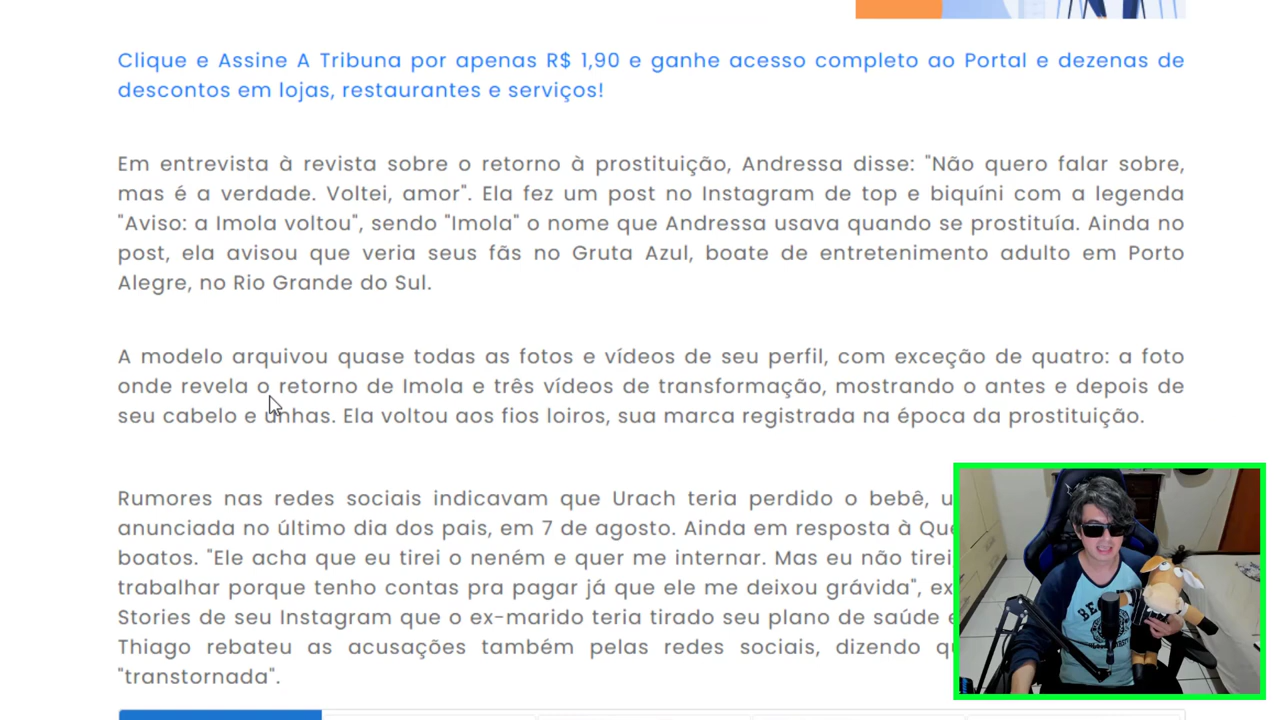 Clique e Assine A Tribuna por apenas R$ 1,90 e ganhe acesso completo ao Portal e dezenas de
descontos em lojas, restaurantes e serviços!
Em entrevista à revista sobre o retorno à prostituição, Andressa disse: "Não quero falar sobre,
mas é a verdade. Voltei, amor". Ela fez um post no Instagram de top e biquíni com a legenda
"Aviso: a Imola voltou", sendo "Imola" o nome que Andressa usava quando se prostituía. Ainda no
post, ela avisou que veria seus fãs no Gruta Azul, boate de entretenimento adulto em Porto
Alegre, no Rio Grande do Sul.
A modelo arquivou quase todas as fotos e vídeos de seu perfil, com exceção de quatro: a foto
onde revela o retorno de Imola e três vídeos de transformação, mostrando o antes e depois de
seu cabelo e unhas. Ela voltou aos fios loiros, sua marca registrada na época da prostituição.
Rumores nas redes sociais indicavam que Urach teria perdido o bebê,
anunciada no último dia dos pais, em 7 de agosto. Ainda em resposta à
boatos. "Ele acha que eu tirei o neném e quer me internar. Mas eu não tirei
trabalhar porque tenho contas pra pagar já que ele me deixou grávida",
Stories de seu Instagram que o ex-marido teria tirado seu plano de saúde
Thiago rebateu as acusações também pelas redes sociais, dizendo
"transtornada".